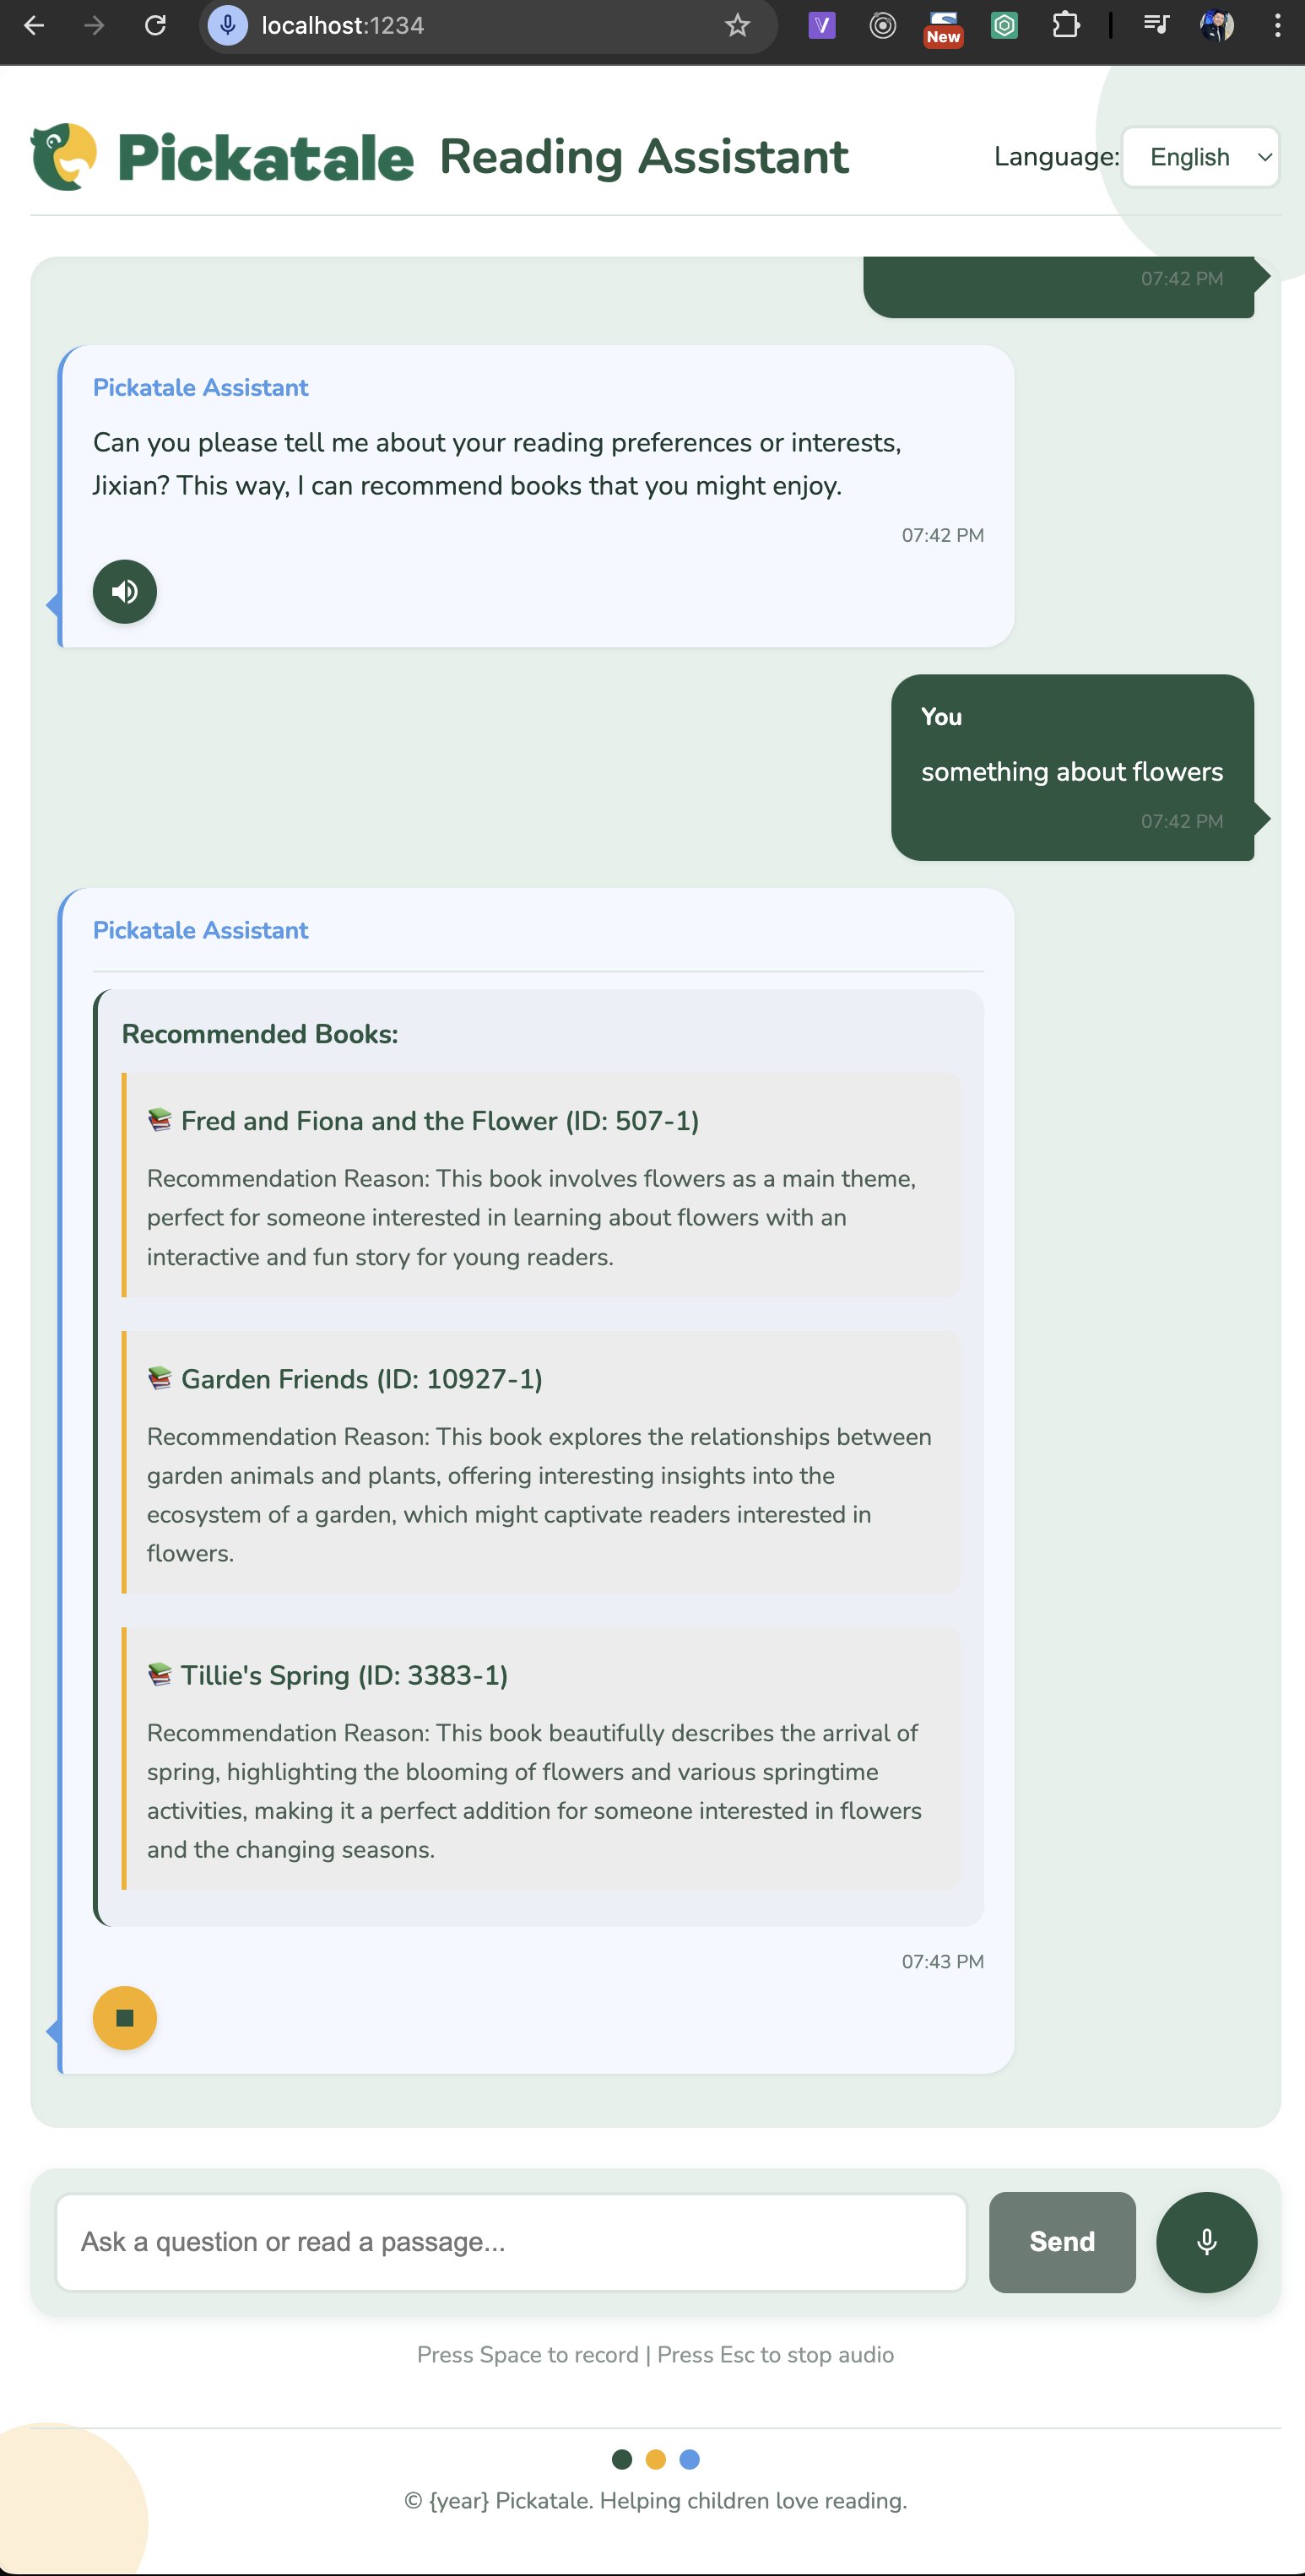 localhost:1234
New
Pickatale Reading Assistant
Language: English
07:42 PM
Pickatale Assistant
Can you please tell me about your reading preferences or interests,
Jixian? This way, I can recommend books that you might enjoy.
07:42 PM
You
something about flowers
07:42 PM
Pickatale Assistant
Recommended Books:
📚 Fred and Fiona and the Flower (ID: 507-1)
Recommendation Reason: This book involves flowers as a main theme,
perfect for someone interested in learning about flowers with an
interactive and fun story for young readers.
📚 Garden Friends (ID: 10927-1)
Recommendation Reason: This book explores the relationships between
garden animals and plants, offering interesting insights into the
ecosystem of a garden, which might captivate readers interested in
flowers.
📚 Tillie's Spring (ID: 3383-1)
Recommendation Reason: This book beautifully describes the arrival of
spring, highlighting the blooming of flowers and various springtime
activities, making it a perfect addition for someone interested in flowers
and the changing seasons.
07:43 PM
Ask a question or read a passage...
Send
Press Space to record | Press Esc to stop audio
© {year} Pickatale. Helping children love reading.